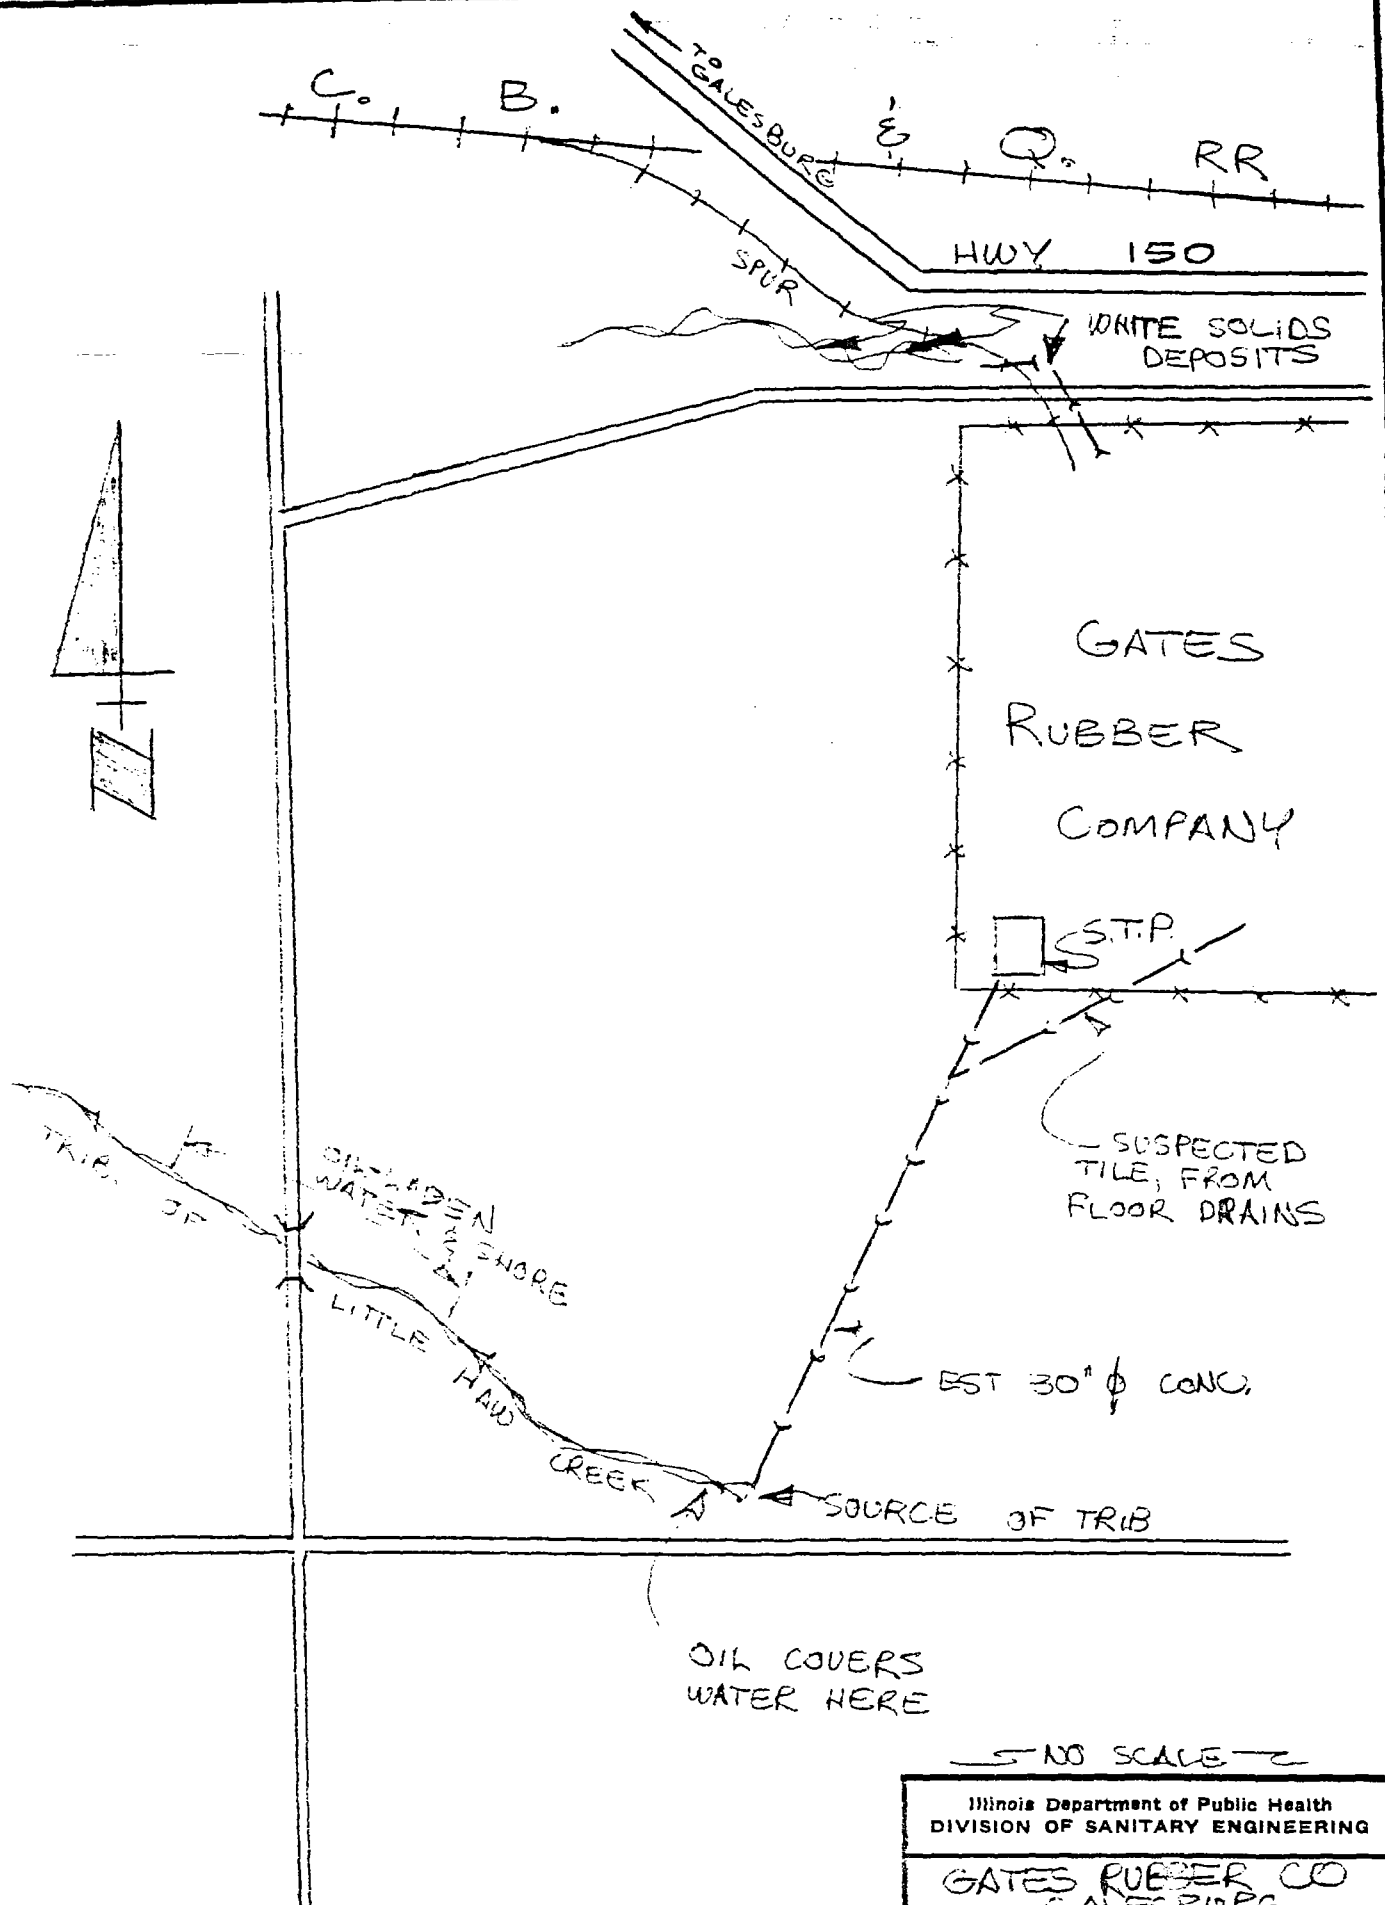 TO
GALESBURG
C. B. & Q. RR
HWY 150
SPUR
WHITE SOLIDS
DEPOSITS
N
GATES
RUBBER
COMPANY
S.T.P.
SUSPECTED
TILE, FROM
FLOOR DRAINS
TRIB. OF LITTLE HAW CREEK
OIL-LADEN
WATER & SHORE
EST 30" ϕ CONC.
SOURCE OF TRIB
OIL COVERS
WATER HERE
NO SCALE
Illinois Department of Public Health
DIVISION OF SANITARY ENGINEERING
GATES RUBBER CO
GALESBURG